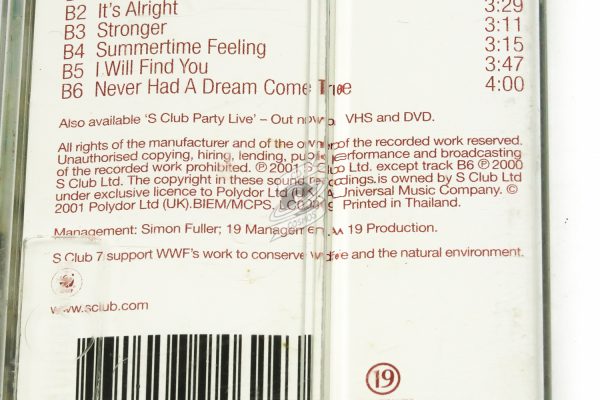 3:29
B2 It's Alright 3:11
B3 Stronger 3:15
B4 Summertime Feeling 3:47
B5 I Will Find You 4:00
B6 Never Had A Dream Come True
Also available 'S Club Party Live' – Out now on VHS and DVD.
All rights of the manufacturer and of the owner of the recorded work reserved.
Unauthorised copying, hiring, lending, public performance and broadcasting
of the recorded work prohibited. ℗ 2001 S Club Ltd. except track B6 ℗ 2000
S Club Ltd. The copyright in these sound recordings is owned by S Club Ltd
under exclusive licence to Polydor Ltd (UK). A Universal Music Company. ©
2001 Polydor Ltd (UK).BIEM/MCPS. Printed in Thailand.
Management: Simon Fuller; 19 Management. A 19 Production.
S Club 7 support WWF's work to conserve wildlife and the natural environment.
www.sclub.com
COSMOS
19